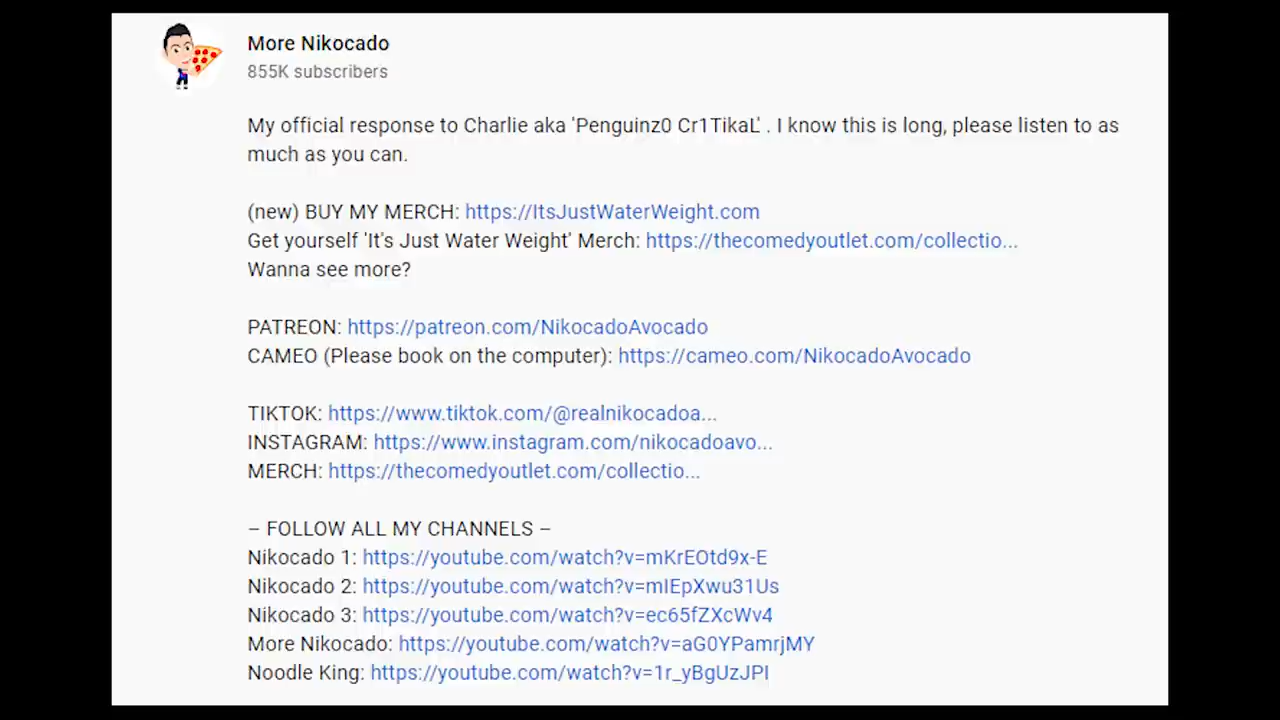 More Nikocado
855K subscribers
My official response to Charlie aka 'Penguinz0 Cr1TikaL' . I know this is long, please listen to as
much as you can.
(new) BUY MY MERCH: https://ItsJustWaterWeight.com
Get yourself 'It's Just Water Weight' Merch: https://thecomedyoutlet.com/collectio...
Wanna see more?
PATREON: https://patreon.com/NikocadoAvocado
CAMEO (Please book on the computer): https://cameo.com/NikocadoAvocado
TIKTOK: https://www.tiktok.com/@realnikocadoa...
INSTAGRAM: https://www.instagram.com/nikocadoavo...
MERCH: https://thecomedyoutlet.com/collectio...
– FOLLOW ALL MY CHANNELS –
Nikocado 1: https://youtube.com/watch?v=mKrEOtd9x-E
Nikocado 2: https://youtube.com/watch?v=mIEpXwu31Us
Nikocado 3: https://youtube.com/watch?v=ec65fZXcWv4
More Nikocado: https://youtube.com/watch?v=aG0YPamrjMY
Noodle King: https://youtube.com/watch?v=1r_yBgUzJPI